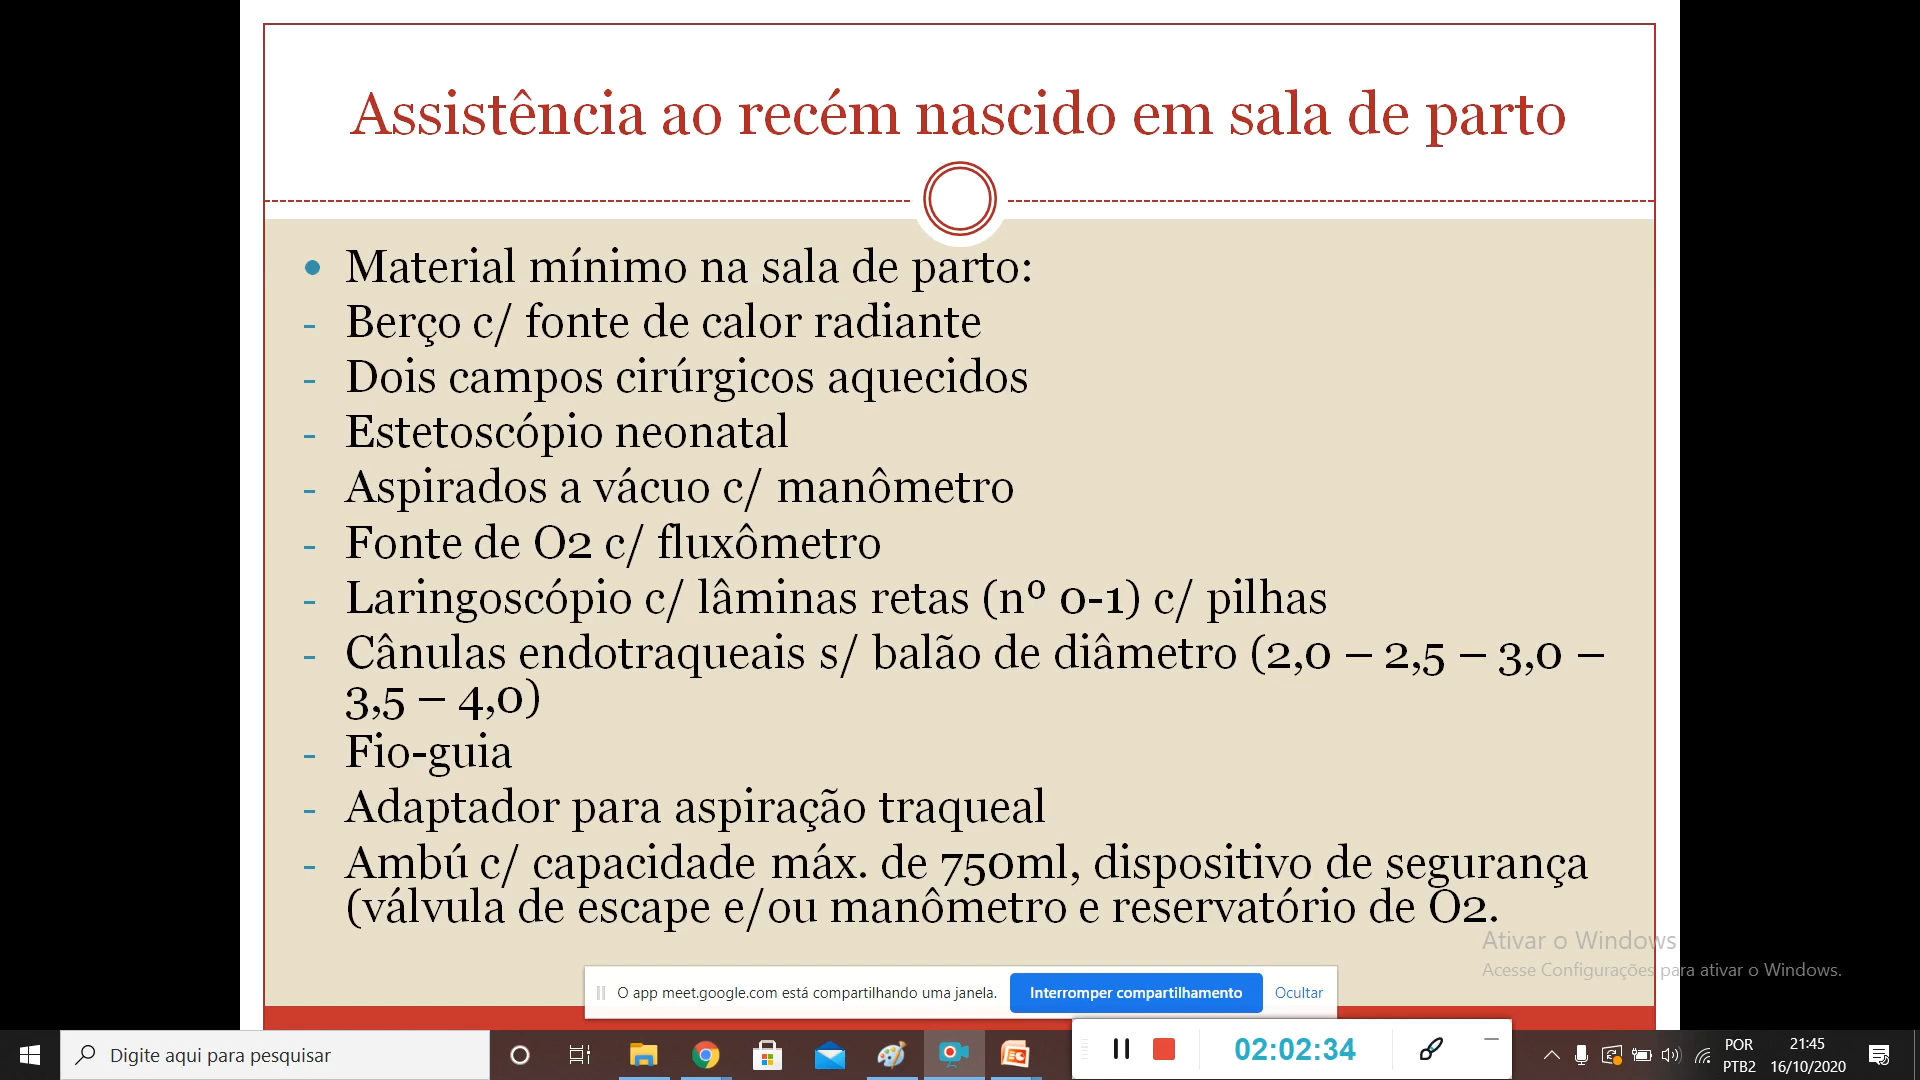 Assistência ao recém nascido em sala de parto
• Material mínimo na sala de parto:
- Berço c/ fonte de calor radiante
- Dois campos cirúrgicos aquecidos
- Estetoscópio neonatal
- Aspirados a vácuo c/ manômetro
- Fonte de O2 c/ fluxômetro
- Laringoscópio c/ lâminas retas (nº 0-1) c/ pilhas
- Cânulas endotraqueais s/ balão de diâmetro (2,0 – 2,5 – 3,0 –
3,5 – 4,0)
- Fio-guia
- Adaptador para aspiração traqueal
- Ambú c/ capacidade máx. de 750ml, dispositivo de segurança
(válvula de escape e/ou manômetro e reservatório de O2.
Ativar o Windows
Acesse Configurações para ativar o Windows.
O app meet.google.com está compartilhando uma janela. Interromper compartilhamento Ocultar
Digite aqui para pesquisar
02:02:34
POR
PTB2
21:45
16/10/2020